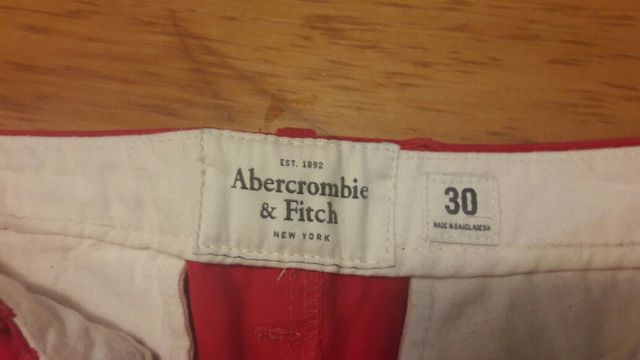 EST. 1892
Abercrombie
& Fitch
NEW YORK
30
MADE IN BANGLADESH